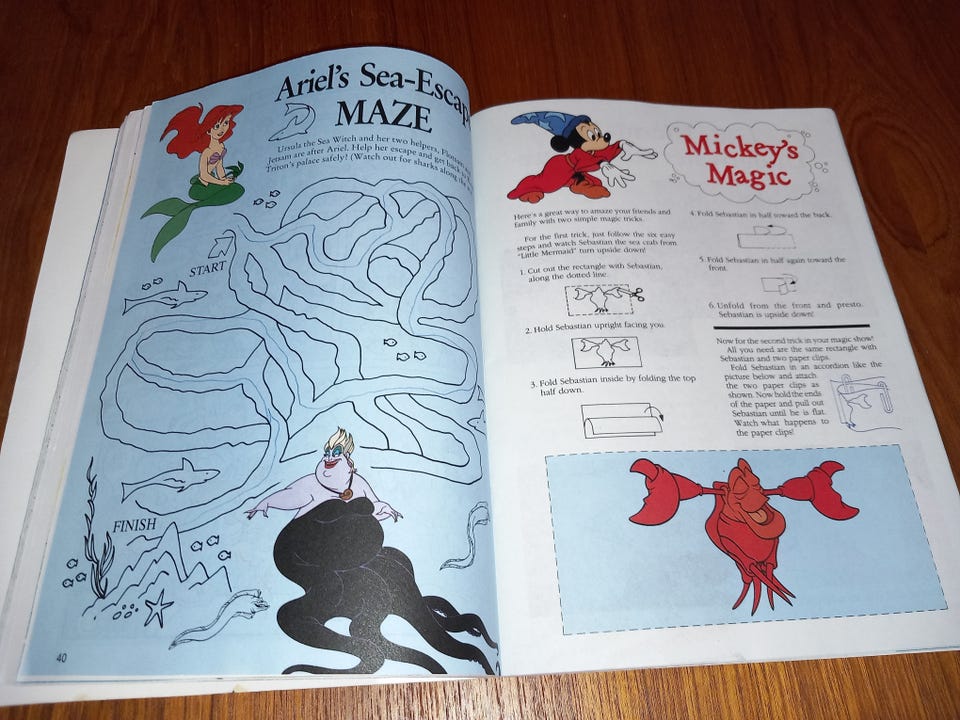 Ariel's Sea-Escap
MAZE
Ursula the Sea Witch and her two helpers,
Jetsam are after Ariel. Help her escape and get back
Triton's palace safely! (Watch out for sharks along the
START
FINISH
40
Mickey's
Magic
Here's a great way to amaze your friends and
family with two simple magic tricks.
For the first trick, just follow the six easy
steps and watch Sebastian the sea crab from
"Little Mermaid" turn upside down!
1. Cut out the rectangle with Sebastian,
along the dotted line.
2. Hold Sebastian upright facing you.
3. Fold Sebastian inside by folding the top
half down.
4. Fold Sebastian in half toward the back.
5. Fold Sebastian in half again toward the
front.
6. Unfold from the front and presto.
Sebastian is upside down!
Now for the second trick in your magic show!
All you need are the same rectangle with
Sebastian and two paper clips.
Fold Sebastian in an accordion like the
picture below and attach
the two paper clips as
shown. Now hold the ends
of the paper and pull out
Sebastian until he is flat.
Watch what happens to
the paper clips!